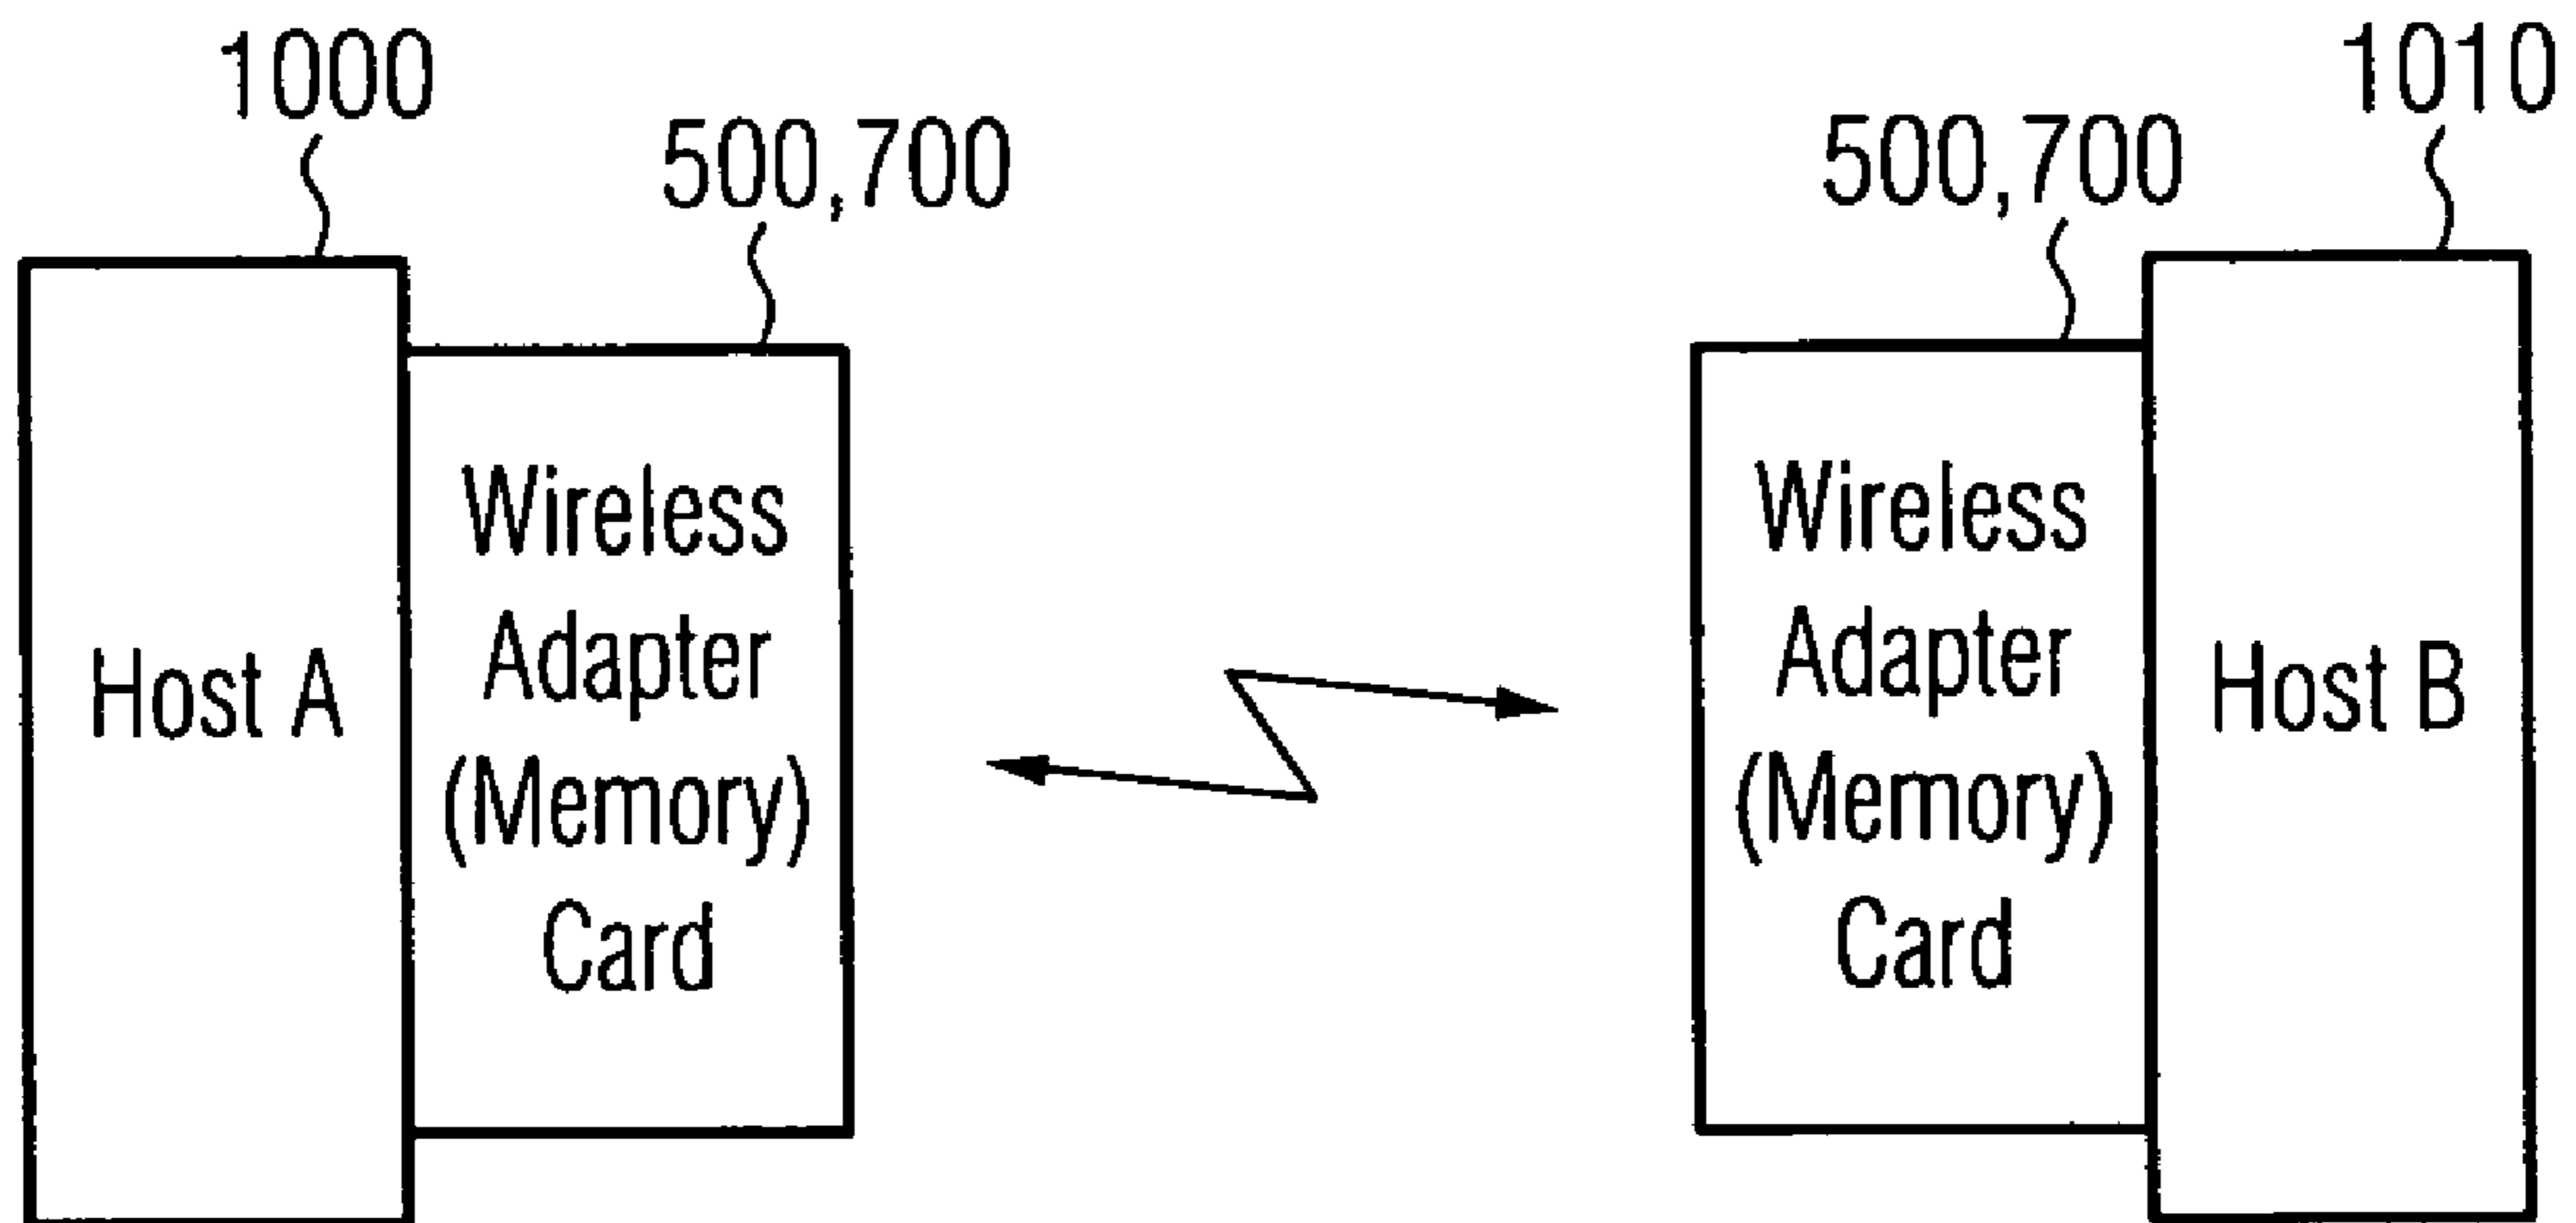 1000
500,700
500,700
1010
Host A
Wireless
Adapter
(Memory)
Card
Wireless
Adapter
(Memory)
Card
Host B